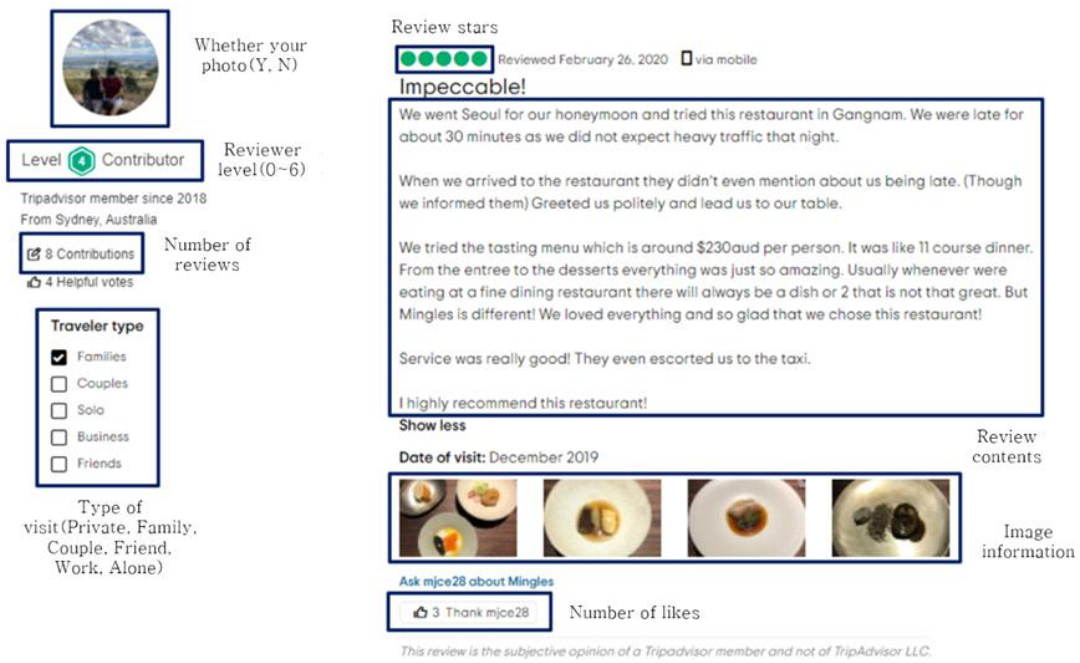 Whether your
photo(Y, N)
Level 4 Contributor
Reviewer
level(0~6)
Tripadvisor member since 2018
From Sydney, Australia
8 Contributions
Number of
reviews
4 Helpful votes
Traveler type
Families
Couples
Solo
Business
Friends
Type of
visit(Private, Family,
Couple, Friend,
Work, Alone)
Review stars
Reviewed February 26, 2020 via mobile
Impeccable!
We went Seoul for our honeymoon and tried this restaurant in Gangnam. We were late for
about 30 minutes as we did not expect heavy traffic that night.
When we arrived to the restaurant they didn't even mention about us being late. (Though
we informed them) Greeted us politely and lead us to our table.
We tried the tasting menu which is around $230aud per person. It was like 11 course dinner.
From the entree to the desserts everything was just so amazing. Usually whenever were
eating at a fine dining restaurant there will always be a dish or 2 that is not that great. But
Mingles is different! We loved everything and so glad that we chose this restaurant!
Service was really good! They even escorted us to the taxi.
I highly recommend this restaurant!
Show less
Review
contents
Date of visit: December 2019
Image
information
Ask mjce28 about Mingles
3 Thank mjce28
Number of likes
This review is the subjective opinion of a Tripadvisor member and not of TripAdvisor LLC.